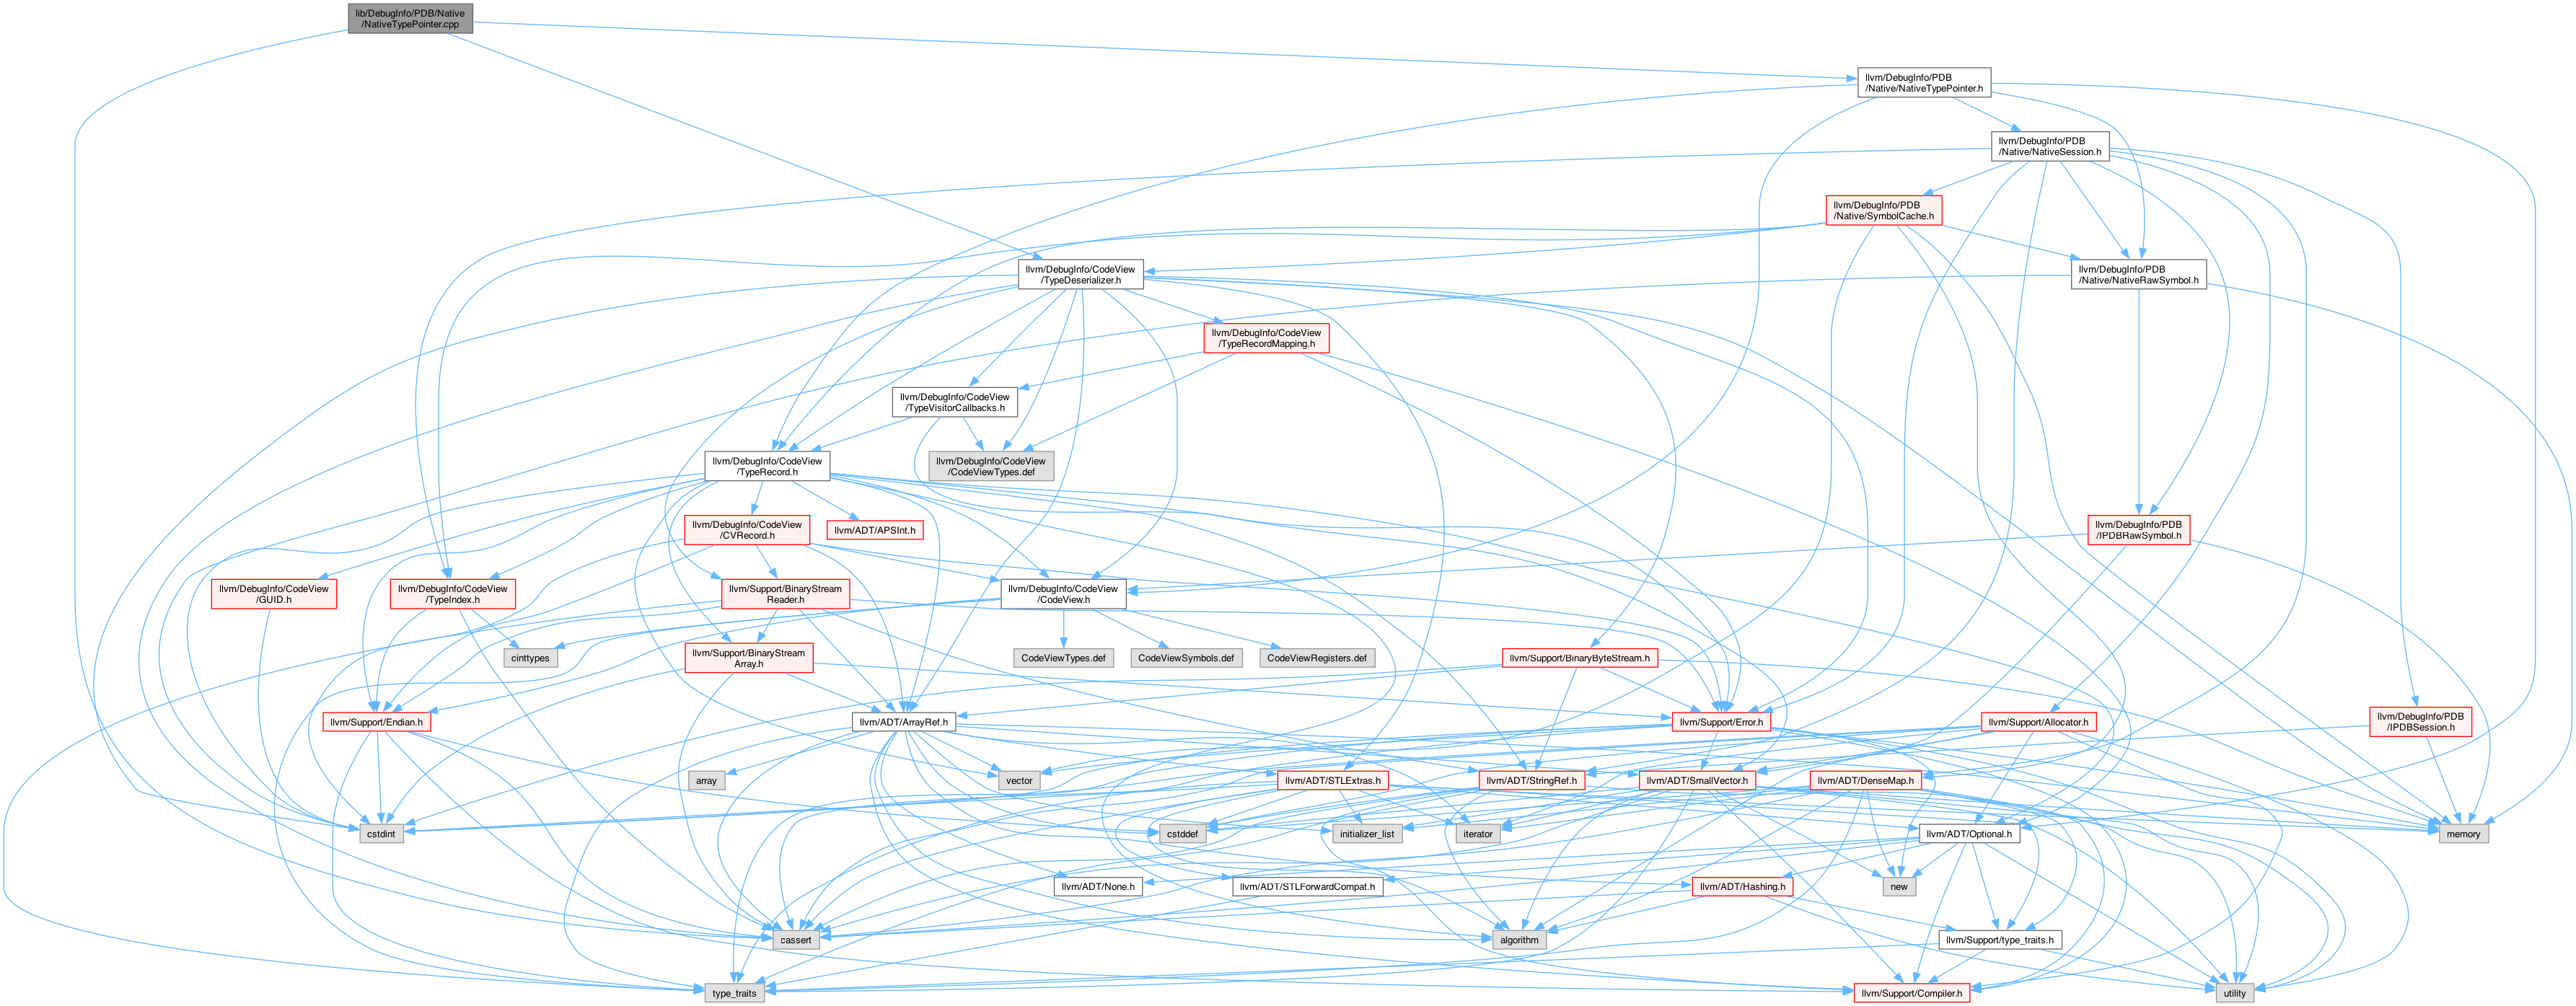 lib/DebugInfo/PDB/Native
/NativeTypePointer.cpp
llvm/DebugInfo/PDB
/Native/NativeTypePointer.h
llvm/DebugInfo/PDB
/Native/NativeSession.h
llvm/DebugInfo/PDB
/Native/SymbolCache.h
llvm/DebugInfo/CodeView
/TypeDeserializer.h
llvm/DebugInfo/PDB
/Native/NativeRawSymbol.h
llvm/DebugInfo/CodeView
/TypeRecordMapping.h
llvm/DebugInfo/CodeView
/TypeVisitorCallbacks.h
llvm/DebugInfo/CodeView
/TypeRecord.h
llvm/DebugInfo/CodeView
/CodeViewTypes.def
llvm/DebugInfo/CodeView
/CVRecord.h
llvm/ADT/APSInt.h
llvm/DebugInfo/PDB
/IPDBRawSymbol.h
llvm/DebugInfo/CodeView
/GUID.h
llvm/DebugInfo/CodeView
/TypeIndex.h
llvm/Support/BinaryStream
Reader.h
llvm/DebugInfo/CodeView
/CodeView.h
cinttypes
llvm/Support/BinaryStream
Array.h
CodeViewTypes.def
CodeViewSymbols.def
CodeViewRegisters.def
llvm/Support/BinaryByteStream.h
llvm/Support/Endian.h
llvm/ADT/ArrayRef.h
llvm/Support/Error.h
llvm/Support/Allocator.h
llvm/DebugInfo/PDB
/IPDBSession.h
array
vector
llvm/ADT/STLExtras.h
llvm/ADT/StringRef.h
llvm/ADT/SmallVector.h
llvm/ADT/DenseMap.h
cstdint
cstddef
initializer_list
iterator
llvm/ADT/Optional.h
memory
llvm/ADT/None.h
llvm/ADT/STLForwardCompat.h
llvm/ADT/Hashing.h
new
cassert
algorithm
llvm/Support/type_traits.h
type_traits
llvm/Support/Compiler.h
utility